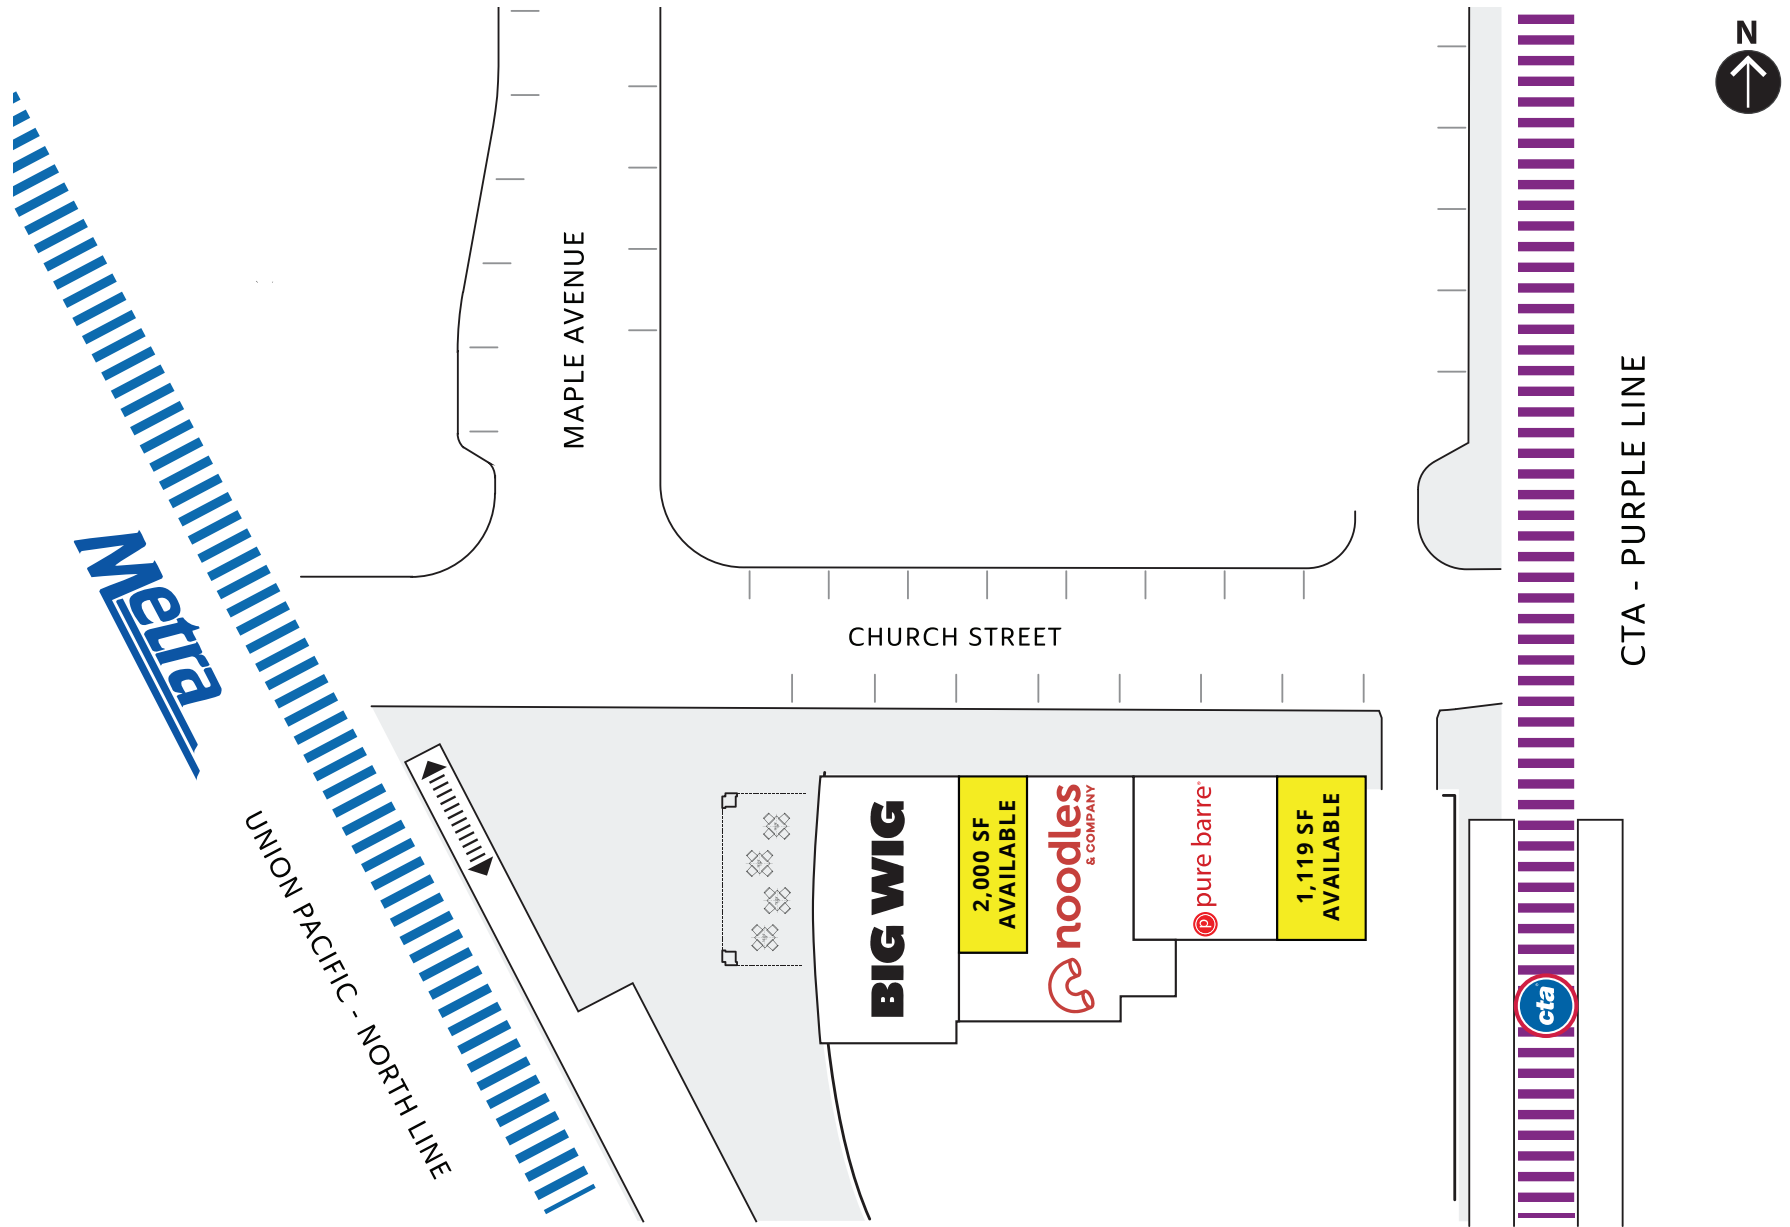 N
MAPLE AVENUE
CTA - PURPLE LINE
Metra
CHURCH STREET
UNION PACIFIC - NORTH LINE
BIG WIG
2,000 SF
AVAILABLE
noodles
& COMPANY
p pure barre
1,119 SF
AVAILABLE
cta